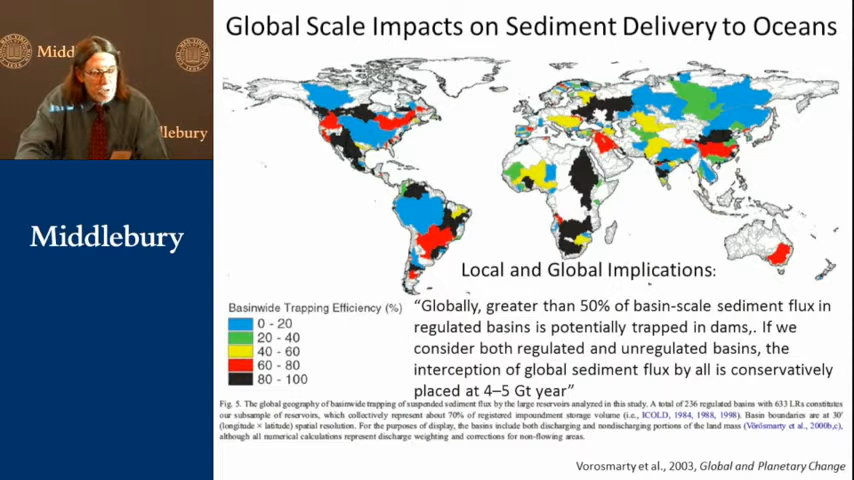 Global Scale Impacts on Sediment Delivery to Oceans
Midd
dlebury
Middlebury
Local and Global Implications:
Basinwide Trapping Efficiency (%)
0 - 20
20 - 40
40 - 60
60 - 80
80 - 100
“Globally, greater than 50% of basin-scale sediment flux in
regulated basins is potentially trapped in dams,. If we
consider both regulated and unregulated basins, the
interception of global sediment flux by all is conservatively
placed at 4–5 Gt year”
Fig. 5. The global geography of basinwide trapping of suspended sediment flux by the large reservoirs analyzed in this study. A total of 236 regulated basins with 633 LRs constitutes
our subsample of reservoirs, which collectively represent about 70% of registered impoundment storage volume (i.e., ICOLD, 1984, 1988, 1998). Basin boundaries are at 30′
(longitude × latitude) spatial resolution. For the purposes of display, the basins include both discharging and nondischarging portions of the land mass (Vörösmarty et al., 2000b,c),
although all numerical calculations represent discharge weighting and corrections for non-flowing areas.
Vorosmarty et al., 2003, Global and Planetary Change